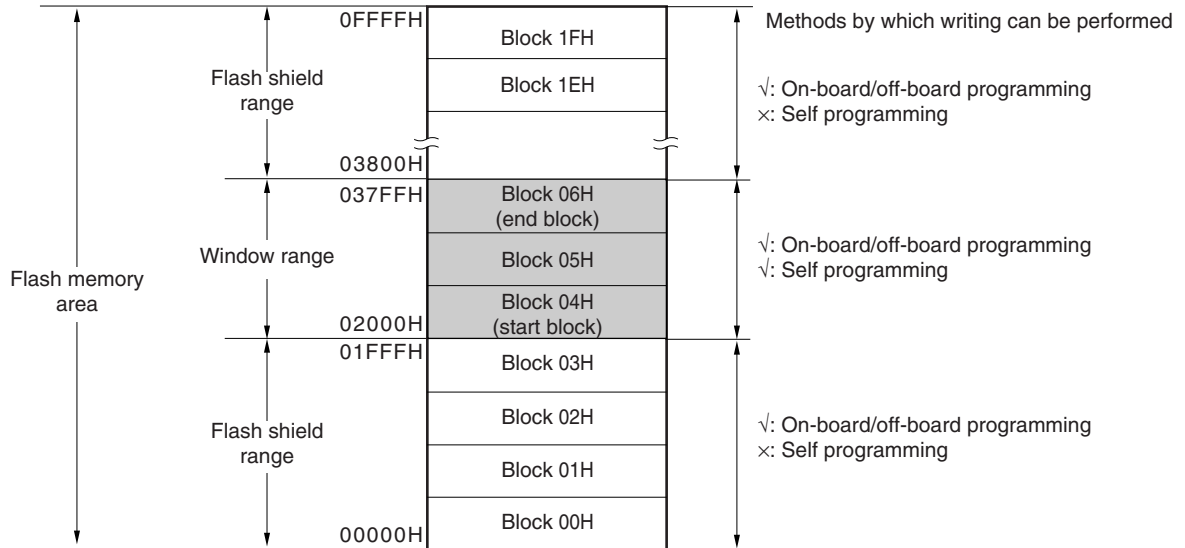 0FFFFH
Methods by which writing can be performed
Block 1FH
Flash shield
range
Block 1EH
√: On-board/off-board programming
×: Self programming
03800H
037FFH
Block 06H
(end block)
Window range
Block 05H
√: On-board/off-board programming
√: Self programming
Flash memory
area
Block 04H
(start block)
02000H
01FFFH
Block 03H
Flash shield
range
Block 02H
√: On-board/off-board programming
×: Self programming
Block 01H
Block 00H
00000H